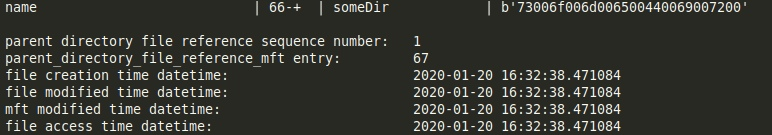 name | 66-+ | someDir | b'73006f006d006500440069007200'
parent directory file reference sequence number: 1
parent_directory_file_reference_mft entry: 67
file creation time datetime: 2020-01-20 16:32:38.471084
file modified time datetime: 2020-01-20 16:32:38.471084
mft modified time datetime: 2020-01-20 16:32:38.471084
file access time datetime: 2020-01-20 16:32:38.471084